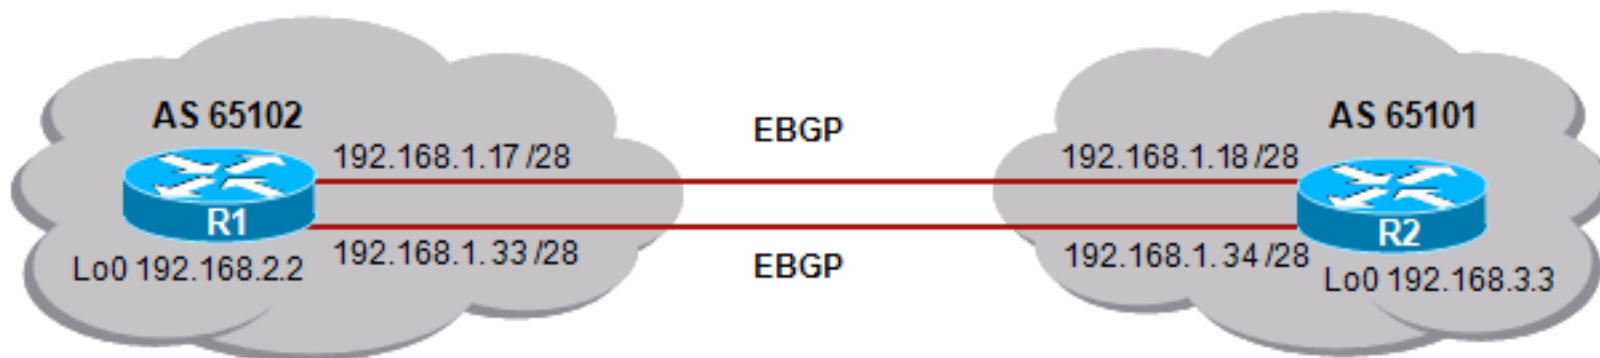 AS 65102
EBGP
AS 65101
192.168.1.17 /28
192.168.1.18 /28
R1
R2
192.168.1. 33 /28
192.168.1. 34 /28
Lo0 192.168.2.2
EBGP
Lo0 192.168.3.3